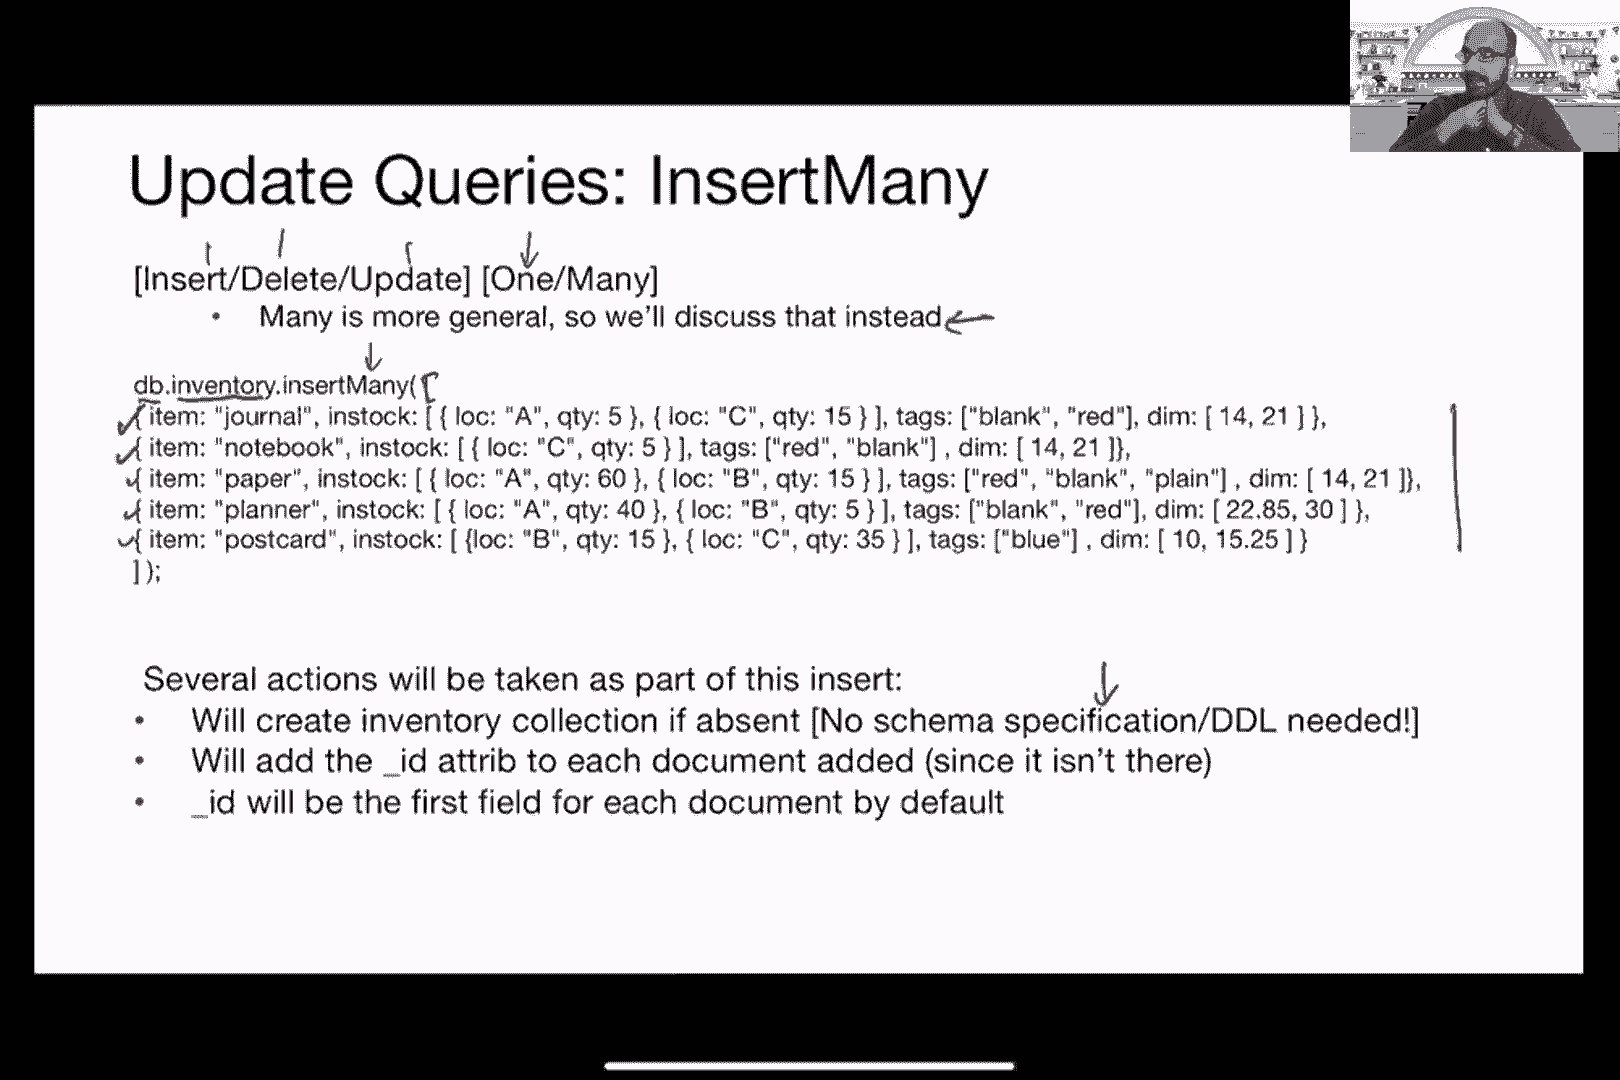 Update Queries: InsertMany
[Insert/Delete/Update] [One/Many]
• Many is more general, so we'll discuss that instead
db.inventory.insertMany( [
{ item: "journal", instock: [ { loc: "A", qty: 5 }, { loc: "C", qty: 15 } ], tags: ["blank", "red"], dim: [ 14, 21 ] },
{ item: "notebook", instock: [ { loc: "C", qty: 5 } ], tags: ["red", "blank"] , dim: [ 14, 21 ]},
{ item: "paper", instock: [ { loc: "A", qty: 60 }, { loc: "B", qty: 15 } ], tags: ["red", "blank", "plain"] , dim: [ 14, 21 ]},
{ item: "planner", instock: [ { loc: "A", qty: 40 }, { loc: "B", qty: 5 } ], tags: ["blank", "red"], dim: [ 22.85, 30 ] },
{ item: "postcard", instock: [ {loc: "B", qty: 15 }, { loc: "C", qty: 35 } ], tags: ["blue"] , dim: [ 10, 15.25 ] }
] );
Several actions will be taken as part of this insert:
• Will create inventory collection if absent [No schema specification/DDL needed!]
• Will add the _id attrib to each document added (since it isn't there)
• _id will be the first field for each document by default